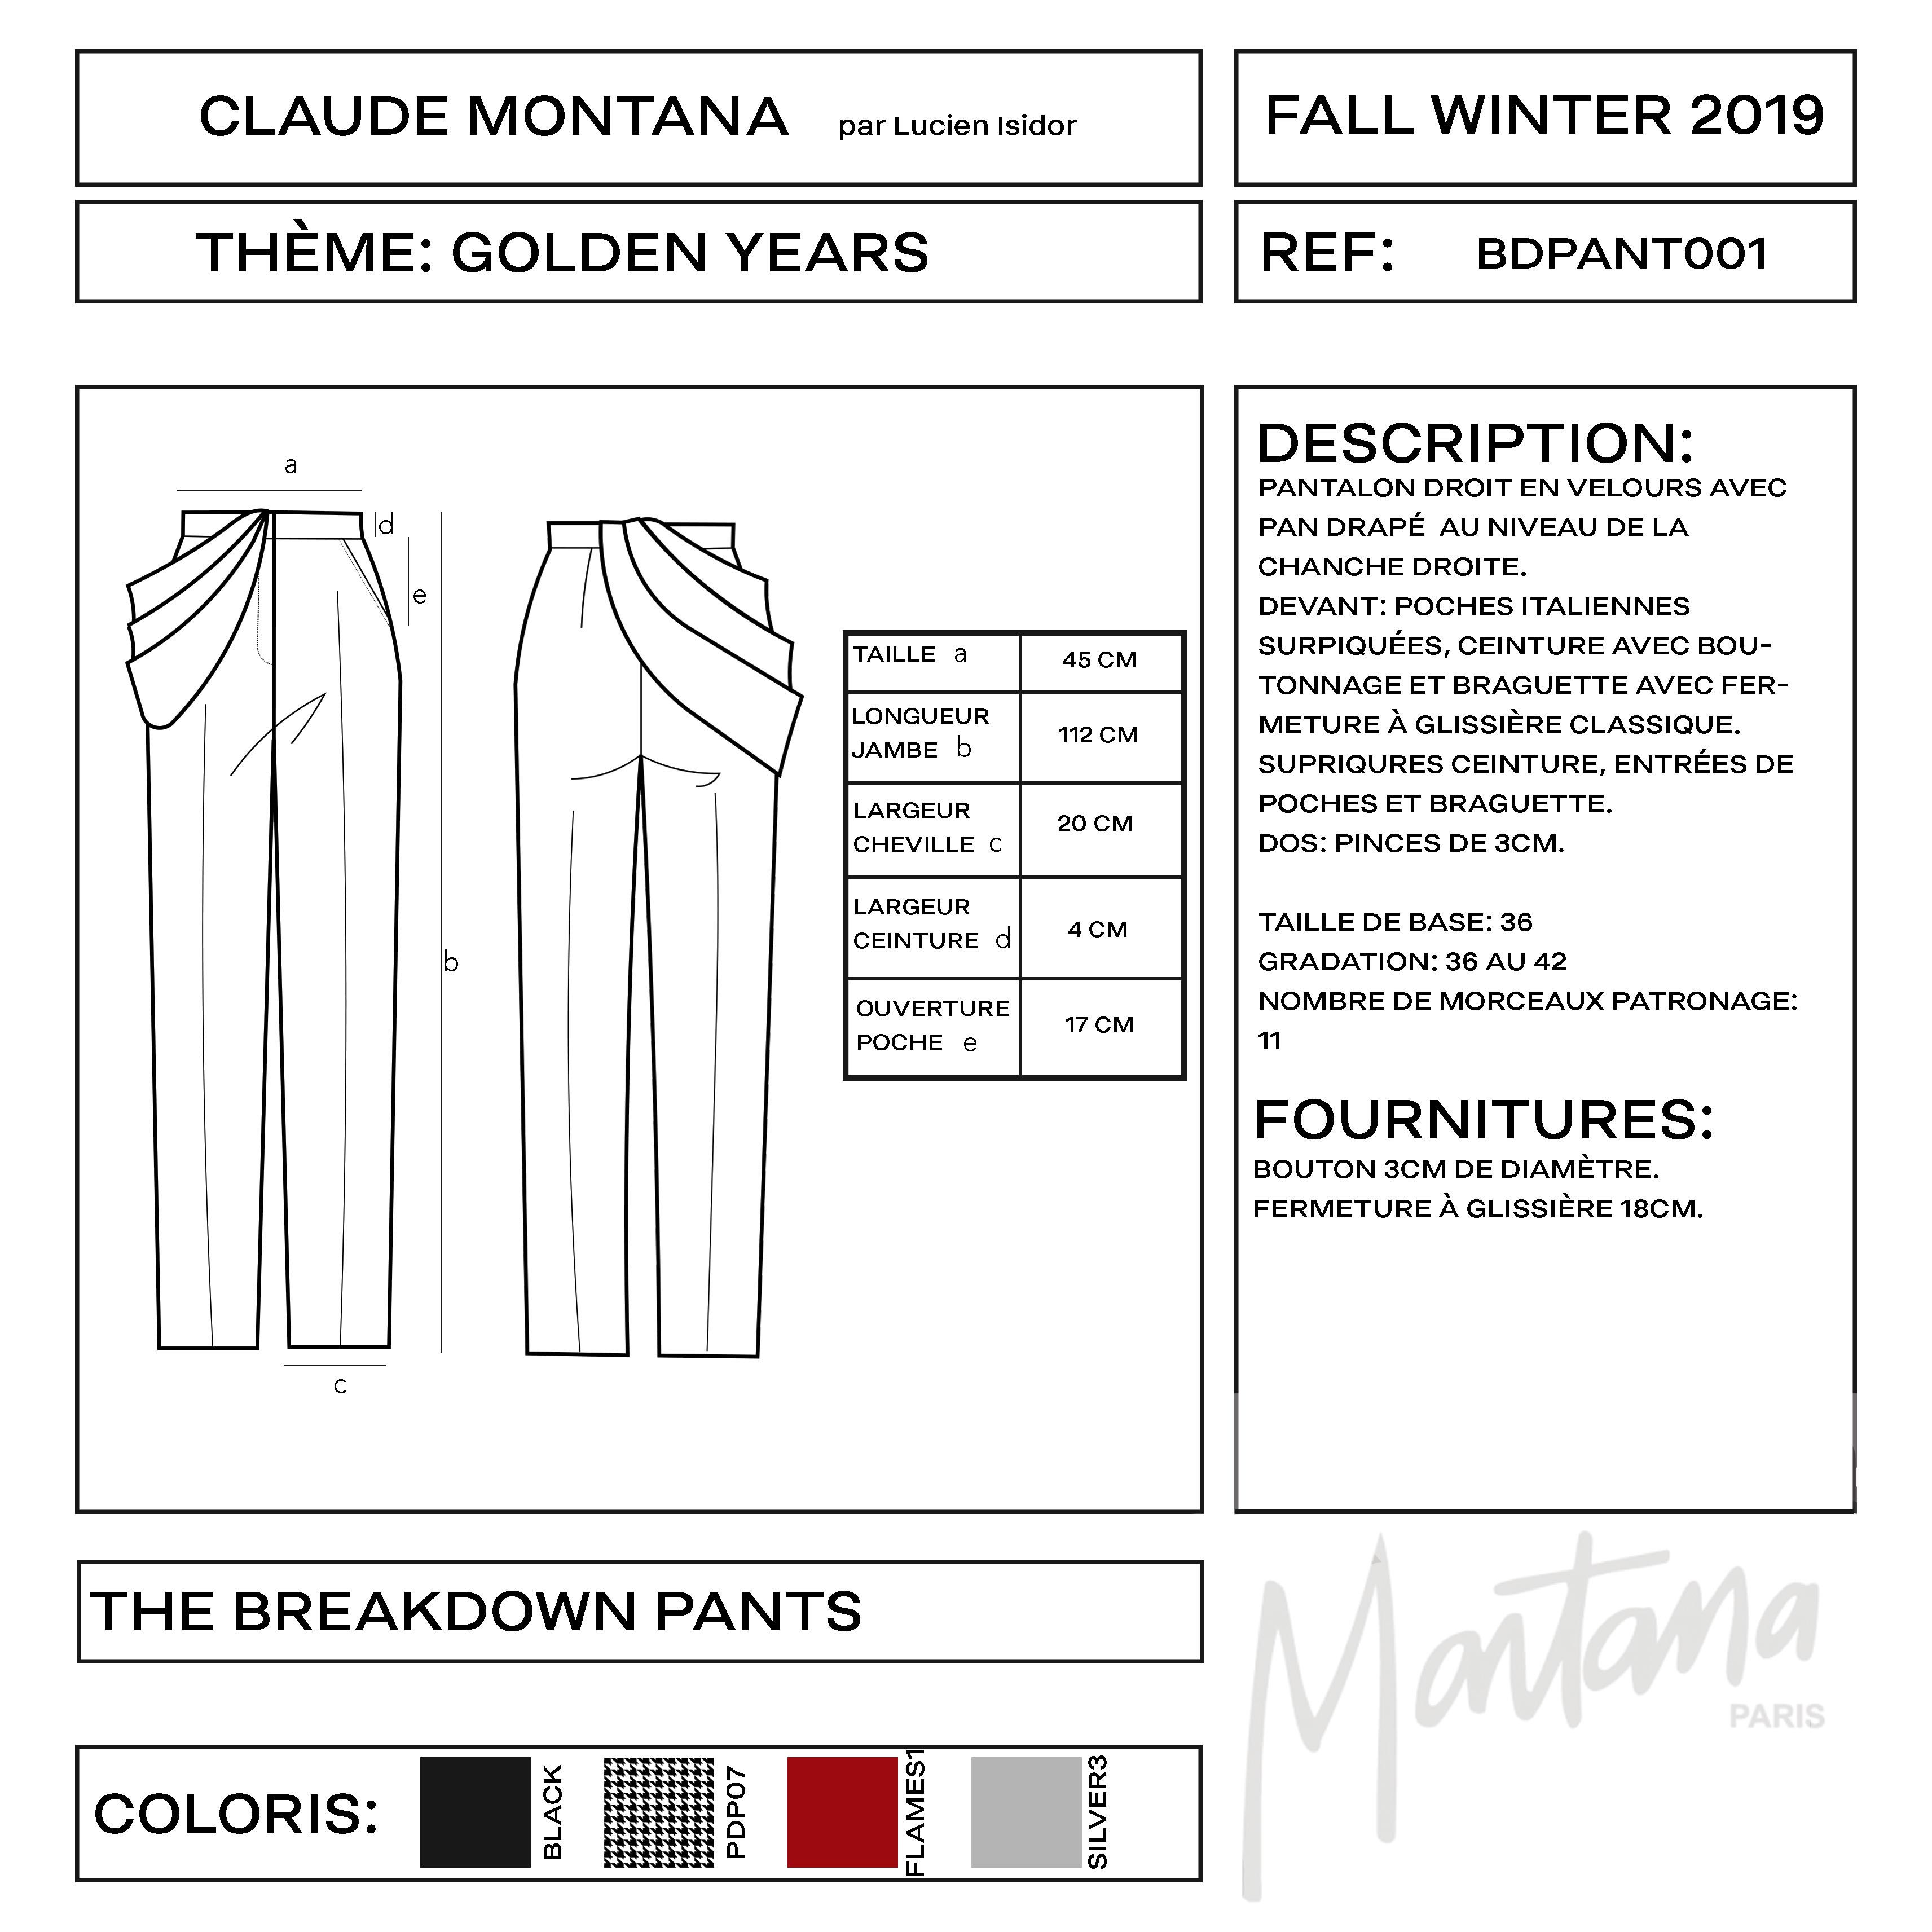 CLAUDE MONTANA par Lucien Isidor
FALL WINTER 2019
THÈME: GOLDEN YEARS
REF: BDPANT001
a
d
e
b
c
TAILLE a 45 CM
LONGUEUR
JAMBE b 112 CM
LARGEUR
CHEVILLE c 20 CM
LARGEUR
CEINTURE d 4 CM
OUVERTURE
POCHE e 17 CM
DESCRIPTION:
PANTALON DROIT EN VELOURS AVEC
PAN DRAPÉ AU NIVEAU DE LA
CHANCHE DROITE.
DEVANT: POCHES ITALIENNES
SURPIQUÉES, CEINTURE AVEC BOU-
TONNAGE ET BRAGUETTE AVEC FER-
METURE À GLISSIÈRE CLASSIQUE.
SUPRIQURES CEINTURE, ENTRÉES DE
POCHES ET BRAGUETTE.
DOS: PINCES DE 3CM.
TAILLE DE BASE: 36
GRADATION: 36 AU 42
NOMBRE DE MORCEAUX PATRONAGE:
11
FOURNITURES:
BOUTON 3CM DE DIAMÈTRE.
FERMETURE À GLISSIÈRE 18CM.
THE BREAKDOWN PANTS
Montana
PARIS
COLORIS: BLACK PDP07 FLAMES1 SILVER3